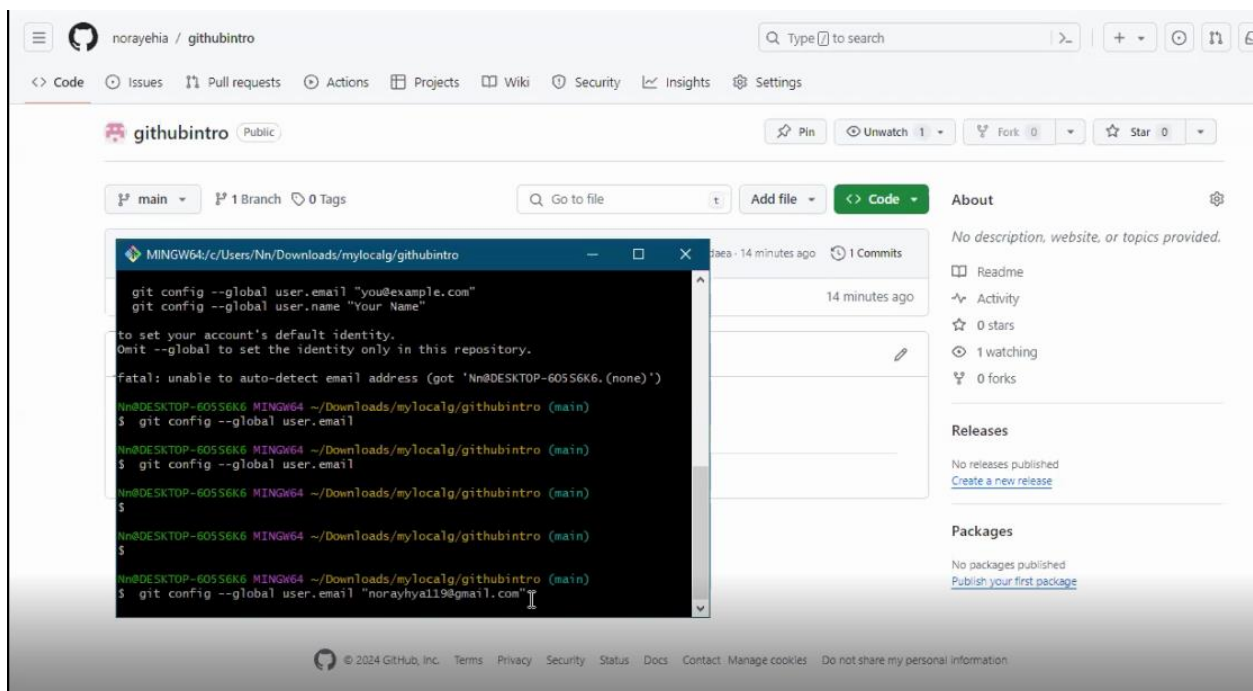 norayehia / githubintro
Type / to search
Code Issues Pull requests Actions Projects Wiki Security Insights Settings
githubintro Public
Pin Unwatch 1 Fork 0 Star 0
main 1 Branch 0 Tags Go to file t Add file Code
About
No description, website, or topics provided.
Readme
Activity
0 stars
1 watching
0 forks
Releases
No releases published
Create a new release
Packages
No packages published
Publish your first package
14 minutes ago 1 Commits
14 minutes ago
MINGW64:/c/Users/Nn/Downloads/mylocalg/githubintro
git config --global user.email "you@example.com"
git config --global user.name "Your Name"
to set your account's default identity.
Omit --global to set the identity only in this repository.
fatal: unable to auto-detect email address (got 'Nn@DESKTOP-6O5S6K6.(none)')
Nn@DESKTOP-6O5S6K6 MINGW64 ~/Downloads/mylocalg/githubintro (main)
$ git config --global user.email
Nn@DESKTOP-6O5S6K6 MINGW64 ~/Downloads/mylocalg/githubintro (main)
$ git config --global user.email
Nn@DESKTOP-6O5S6K6 MINGW64 ~/Downloads/mylocalg/githubintro (main)
$
Nn@DESKTOP-6O5S6K6 MINGW64 ~/Downloads/mylocalg/githubintro (main)
$
Nn@DESKTOP-6O5S6K6 MINGW64 ~/Downloads/mylocalg/githubintro (main)
$ git config --global user.email "norayhya119@gmail.com"
© 2024 GitHub, Inc. Terms Privacy Security Status Docs Contact Manage cookies Do not share my personal information